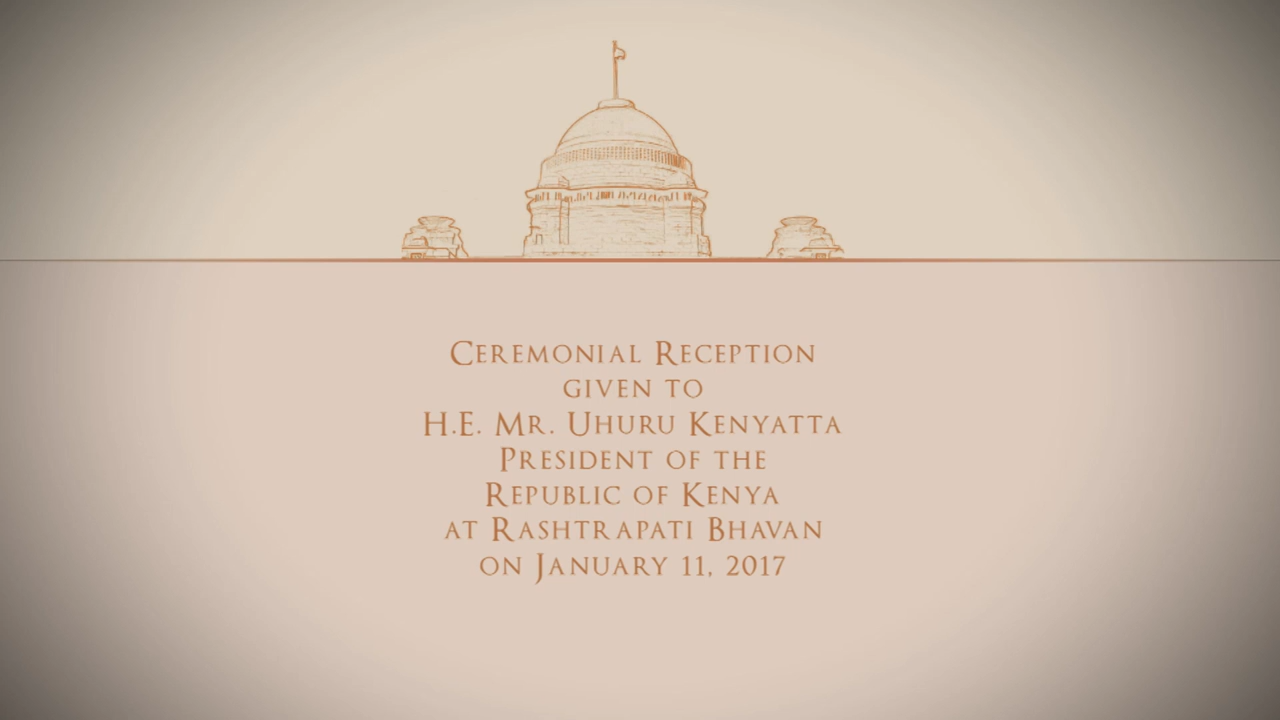 Ceremonial Reception
given to
H.E. Mr. Uhuru Kenyatta
President of the
Republic of Kenya
at Rashtrapati Bhavan
on January 11, 2017